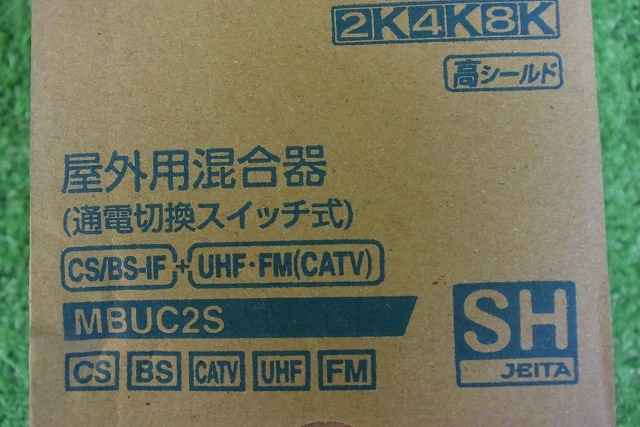 2K4K8K
高シールド
屋外用混合器
(通電切換スイッチ式)
CS/BS-IF+UHF・FM(CATV)
MBUC2S
SH
JEITA
CS BS CATV UHF FM